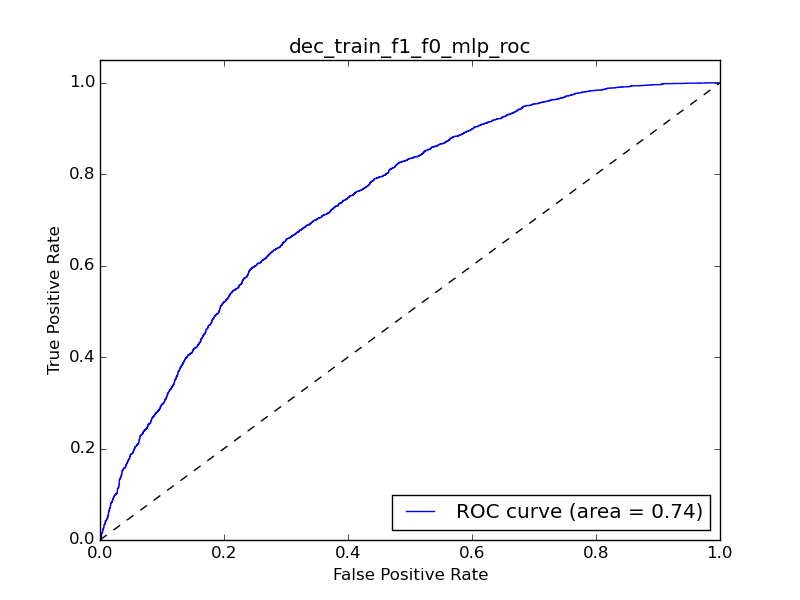 dec_train_f1_f0_mlp_roc
1.0
0.8
0.6
0.4
0.2
0.0
True Positive Rate
0.0 0.2 0.4 0.6 0.8 1.0
False Positive Rate
ROC curve (area = 0.74)